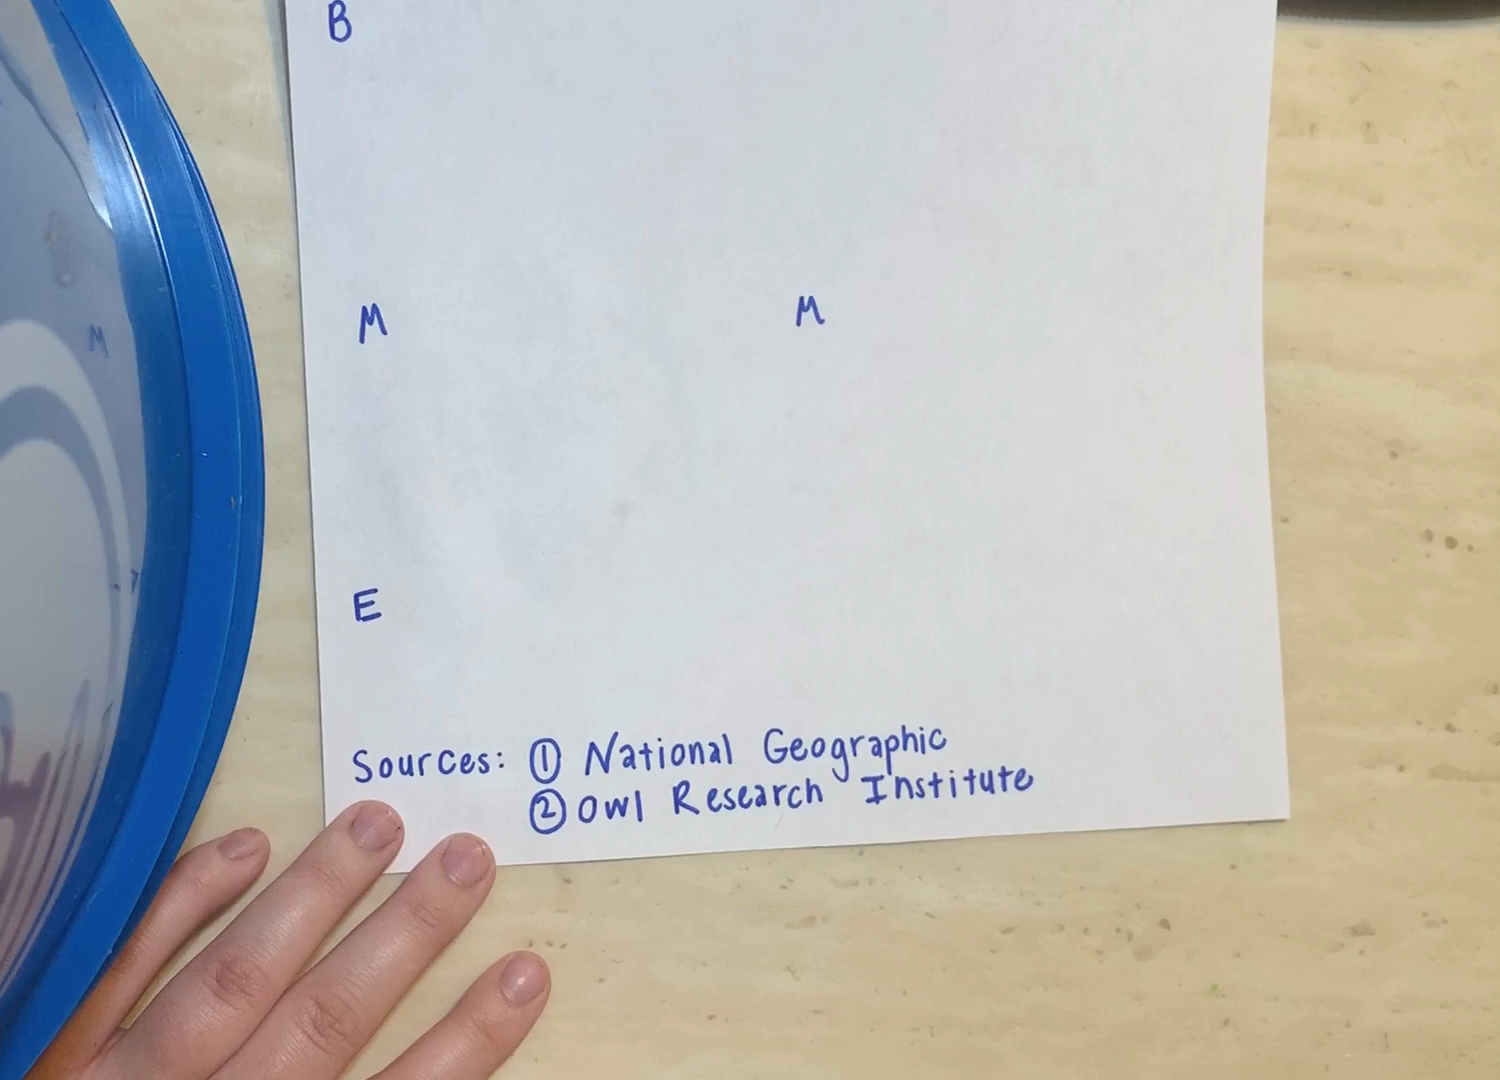 B
M M
E
Sources: ① National Geographic
② Owl Research Institute
M